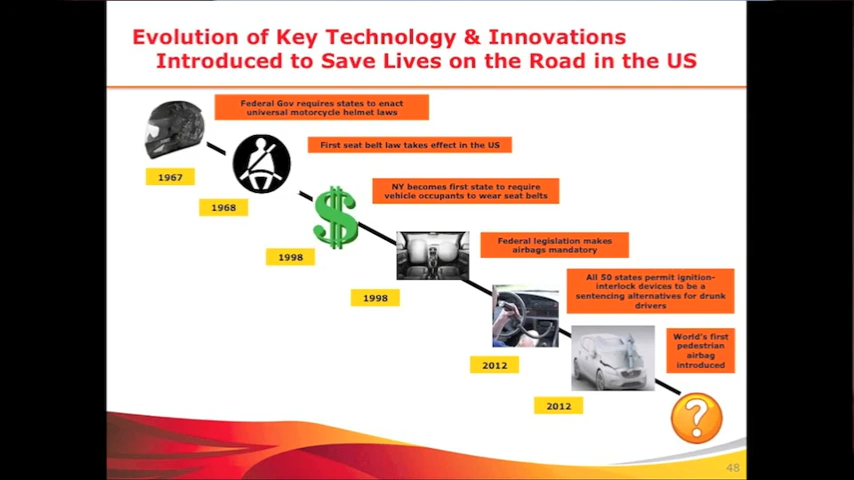 Evolution of Key Technology & Innovations
Introduced to Save Lives on the Road in the US
Federal Gov requires states to enact
universal motorcycle helmet laws
1967
First seat belt law takes effect in the US
1968
NY becomes first state to require
vehicle occupants to wear seat belts
1998
Federal legislation makes
airbags mandatory
1998
All 50 states permit ignition-
interlock devices to be a
sentencing alternatives for drunk
drivers
2012
World's first
pedestrian
airbag
introduced
2012
?
48